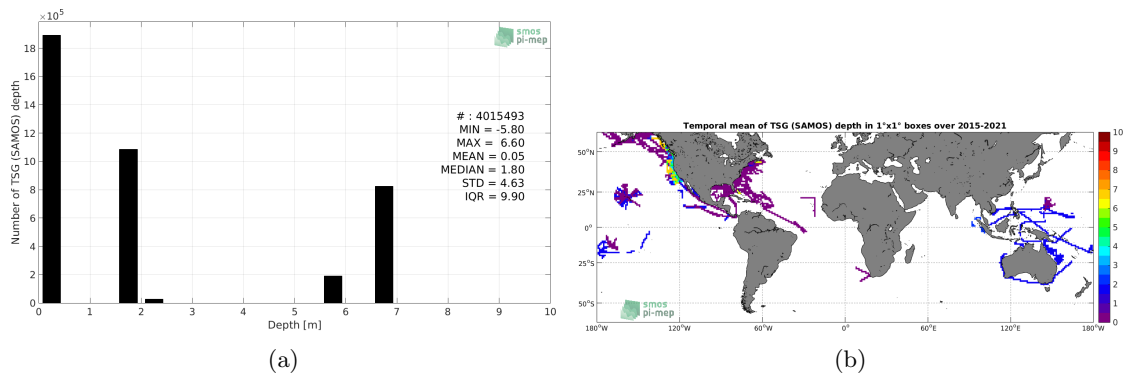 ×10⁵
18
16
14
12
10
8
6
4
2
0
Number of TSG (SAMOS) depth
0 1 2 3 4 5 6 7 8 9 10
Depth [m]
smos
pi-mep
# : 4015493
MIN = -5.80
MAX = 6.60
MEAN = 0.05
MEDIAN = 1.80
STD = 4.63
IQR = 9.90
(a)
Temporal mean of TSG (SAMOS) depth in 1°x1° boxes over 2015-2021
50°N
25°N
0°
25°S
50°S
180°W 120°W 60°W 0° 60°E 120°E 180°W
smos
pi-mep
10
9
8
7
6
5
4
3
2
1
0
(b)